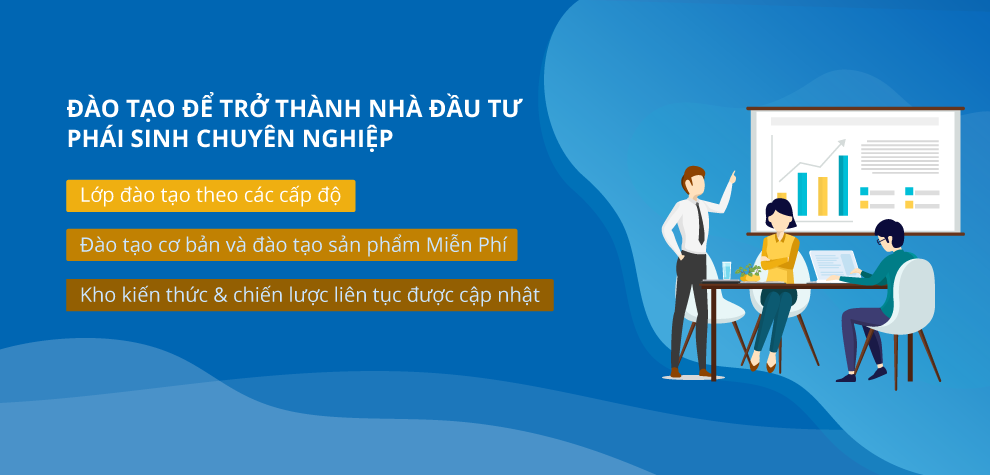 ĐÀO TẠO ĐỂ TRỞ THÀNH NHÀ ĐẦU TƯ
PHÁI SINH CHUYÊN NGHIỆP
Lớp đào tạo theo các cấp độ
Đào tạo cơ bản và đào tạo sản phẩm Miễn Phí
Kho kiến thức & chiến lược liên tục được cập nhật